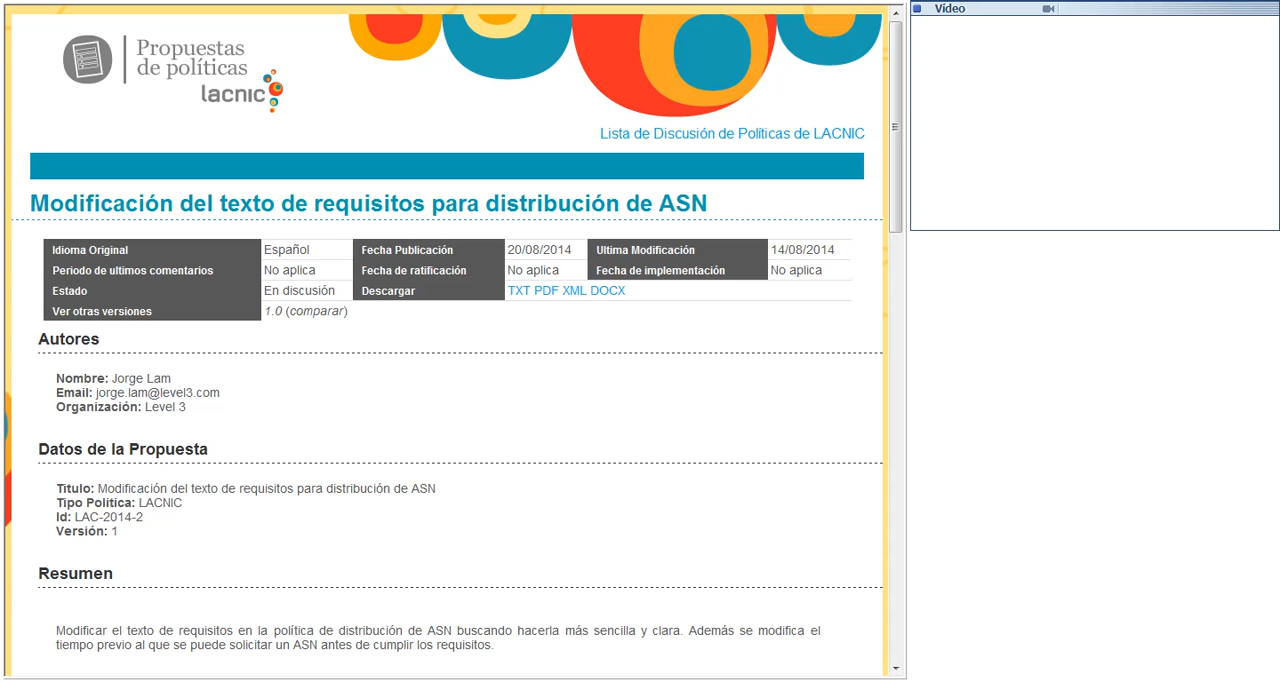 Vídeo
Propuestas
de políticas
lacnic
Lista de Discusión de Políticas de LACNIC
Modificación del texto de requisitos para distribución de ASN
Idioma Original Español Fecha Publicación 20/08/2014 Ultima Modificación 14/08/2014
Periodo de ultimos comentarios No aplica Fecha de ratificación No aplica Fecha de implementación No aplica
Estado En discusión Descargar TXT PDF XML DOCX
Ver otras versiones 1.0 (comparar)
Autores
Nombre: Jorge Lam
Email: jorge.lam@level3.com
Organización: Level 3
Datos de la Propuesta
Titulo: Modificación del texto de requisitos para distribución de ASN
Tipo Politica: LACNIC
Id: LAC-2014-2
Versión: 1
Resumen
Modificar el texto de requisitos en la política de distribución de ASN buscando hacerla más sencilla y clara. Además se modifica el
tiempo previo al que se puede solicitar un ASN antes de cumplir los requisitos.